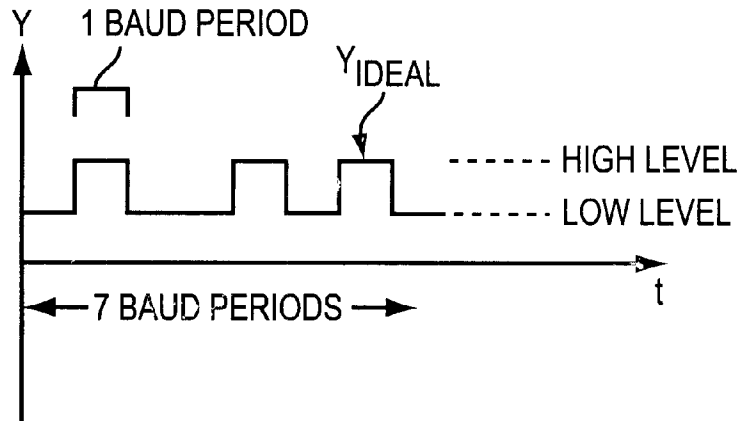 Y
1 BAUD PERIOD
YIDEAL
HIGH LEVEL
LOW LEVEL
7 BAUD PERIODS
t